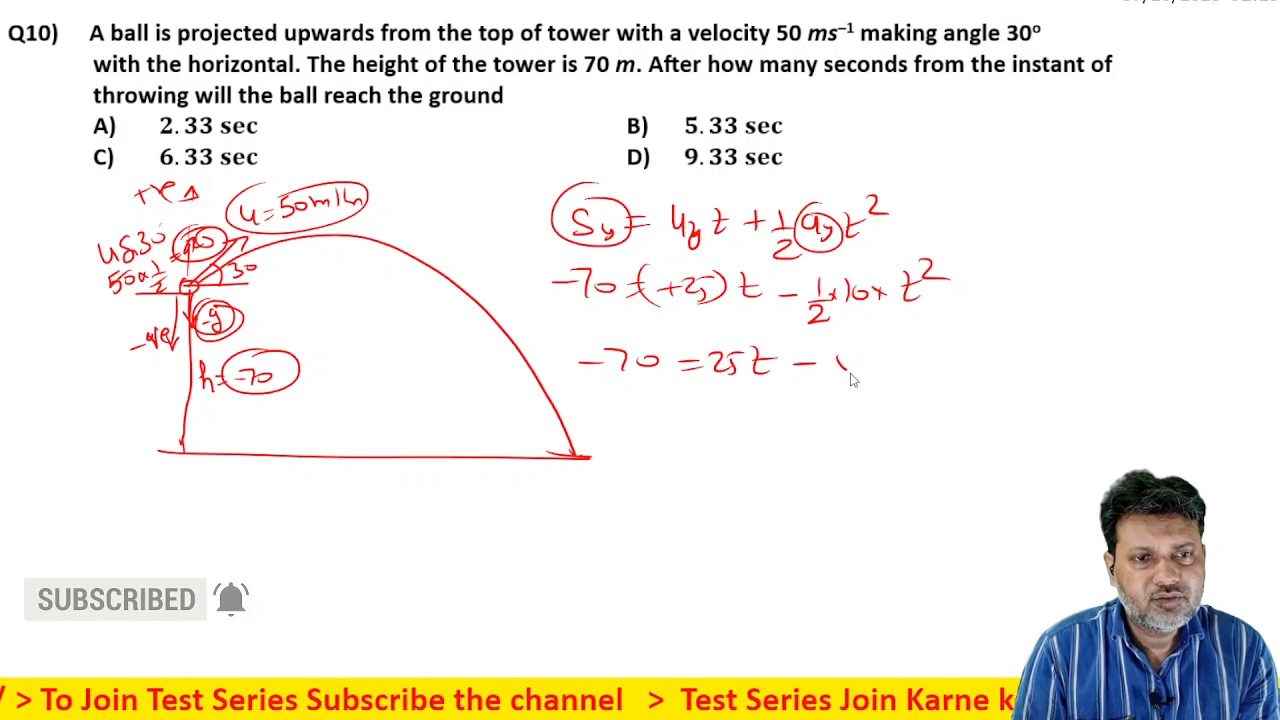 Q10) A ball is projected upwards from the top of tower with a velocity 50 ms⁻¹ making angle 30°
with the horizontal. The height of the tower is 70 m. After how many seconds from the instant of
throwing will the ball reach the ground
A) 2.33 sec B) 5.33 sec
C) 6.33 sec D) 9.33 sec
+ve
u=50m/s
30
50×1/2
-ve
-g
h=-70
Sy = uy t + 1/2 ay t²
-70 = (+25) t - 1/2 × 10 × t²
-70 = 25t -
SUBSCRIBED
> To Join Test Series Subscribe the channel > Test Series Join Karne k